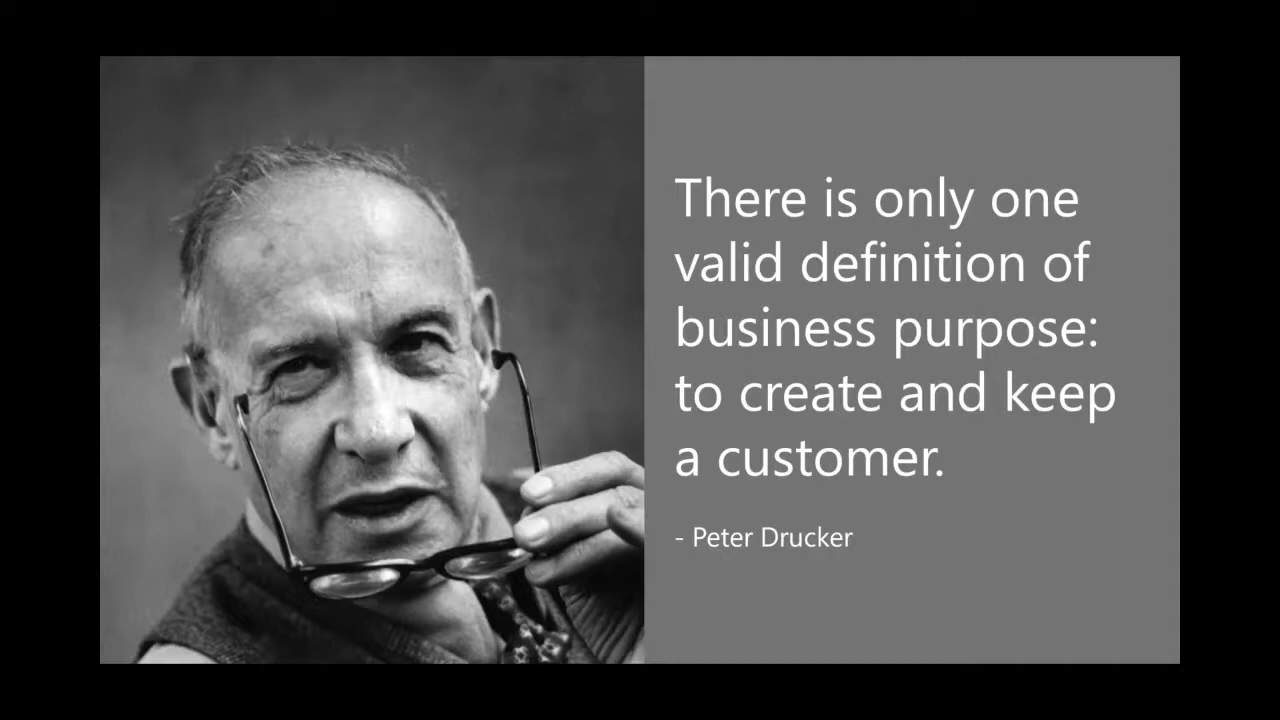 There is only one
valid definition of
business purpose:
to create and keep
a customer.
- Peter Drucker